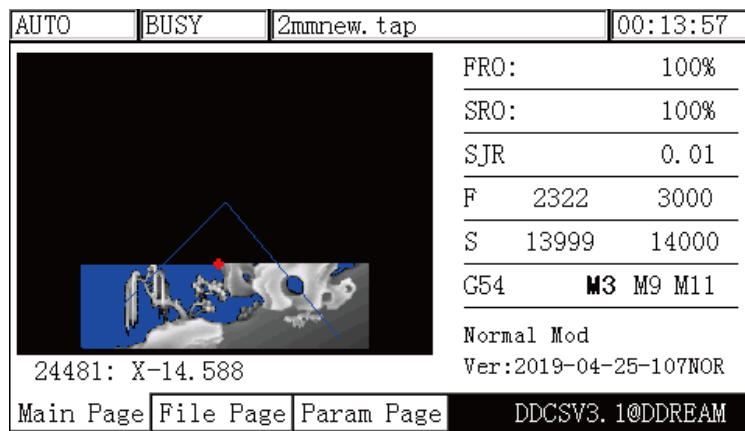 AUTO BUSY 2mmnew.tap 00:13:57
FRO: 100%
SRO: 100%
SJR 0.01
F 2322 3000
S 13999 14000
G54 M3 M9 M11
Normal Mod
Ver:2019-04-25-107NOR
24481: X-14.588
Main Page File Page Param Page DDCSV3.1@DDREAM